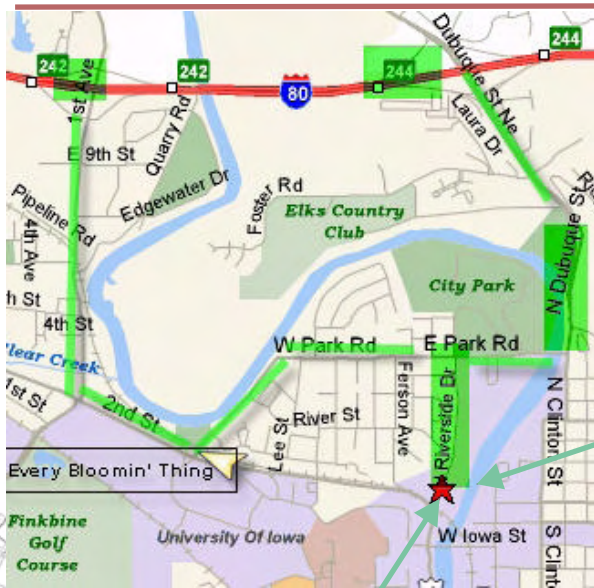 242
1st Ave
242
80
244
Dubuque St Ne
244
Laura Dr
Quarry Rd
E 9th St
Edgewater Dr
Foster Rd
Pipeline Rd
4th Ave
Elks Country
Club
City Park
N Dubuque St
4th St
Clear Creek
W Park Rd
E Park Rd
1st St
2nd St
Lee St
River St
Ferson Ave
Riverside Dr
N Clinton St
Every Bloomin' Thing
Finkbine
Golf
Course
University Of Iowa
W Iowa St